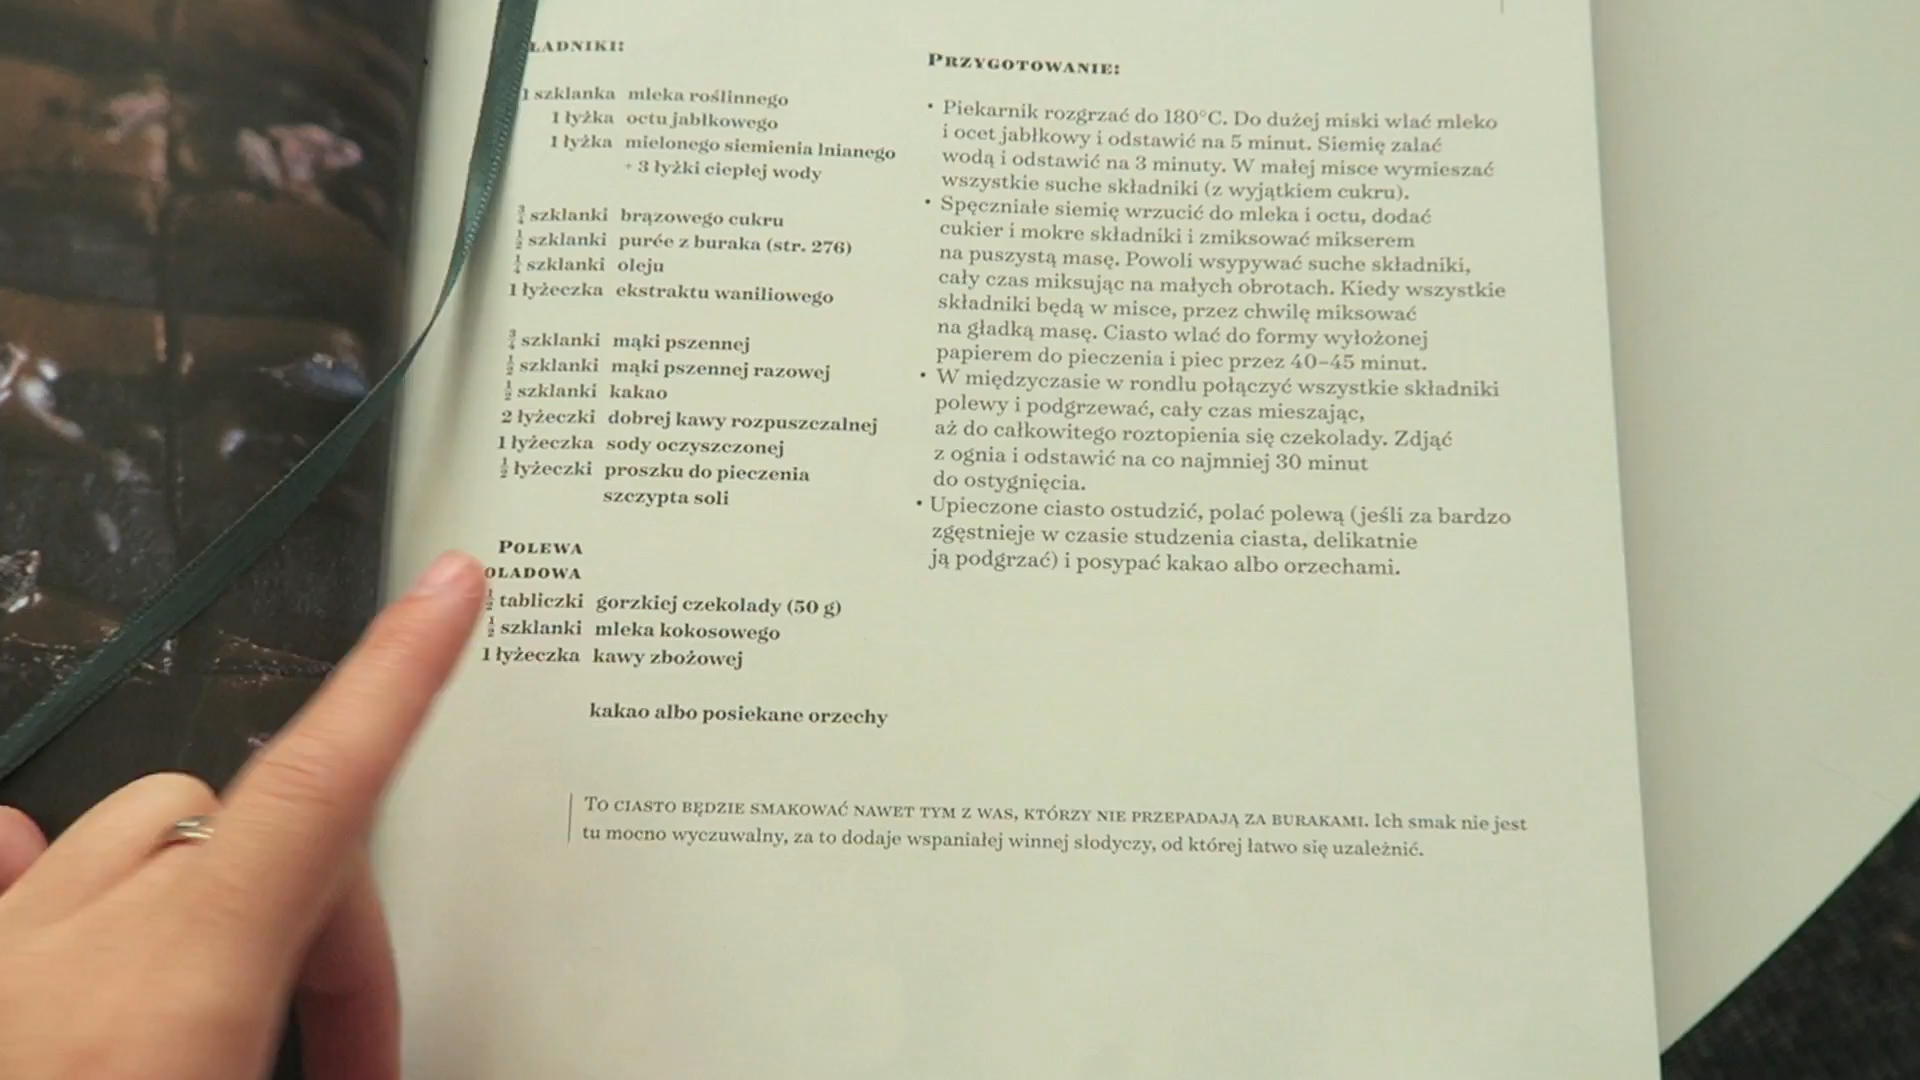 LADNIKI:
1 szklanka mleka roślinnego
1 łyżka octu jabłkowego
1 łyżka mielonego siemienia lnianego
+ 3 łyżki ciepłej wody
¾ szklanki brązowego cukru
½ szklanki purée z buraka (str. 276)
¼ szklanki oleju
1 łyżeczka ekstraktu waniliowego
¾ szklanki mąki pszennej
½ szklanki mąki pszennej razowej
½ szklanki kakao
2 łyżeczki dobrej kawy rozpuszczalnej
1 łyżeczka sody oczyszczonej
½ łyżeczki proszku do pieczenia
szczypta soli
POLEWA
OLADOWA
½ tabliczki gorzkiej czekolady (50 g)
½ szklanki mleka kokosowego
1 łyżeczka kawy zbożowej
kakao albo posiekane orzechy
PRZYGOTOWANIE:
• Piekarnik rozgrzać do 180°C. Do dużej miski wlać mleko
i ocet jabłkowy i odstawić na 5 minut. Siemię zalać
wodą i odstawić na 3 minuty. W małej misce wymieszać
wszystkie suche składniki (z wyjątkiem cukru).
• Spęczniałe siemię wrzucić do mleka i octu, dodać
cukier i mokre składniki i zmiksować mikserem
na puszystą masę. Powoli wsypywać suche składniki,
cały czas miksując na małych obrotach. Kiedy wszystkie
składniki będą w misce, przez chwilę miksować
na gładką masę. Ciasto wlać do formy wyłożonej
papierem do pieczenia i piec przez 40–45 minut.
• W międzyczasie w rondlu połączyć wszystkie składniki
polewy i podgrzewać, cały czas mieszając,
aż do całkowitego roztopienia się czekolady. Zdjąć
z ognia i odstawić na co najmniej 30 minut
do ostygnięcia.
• Upieczone ciasto ostudzić, polać polewą (jeśli za bardzo
zgęstnieje w czasie studzenia ciasta, delikatnie
ją podgrzać) i posypać kakao albo orzechami.
TO CIASTO BĘDZIE SMAKOWAĆ NAWET TYM Z WAS, KTÓRZY NIE PRZEPADAJĄ ZA BURAKAMI. Ich smak nie jest
tu mocno wyczuwalny, za to dodaje wspaniałej winnej słodyczy, od której łatwo się uzależnić.